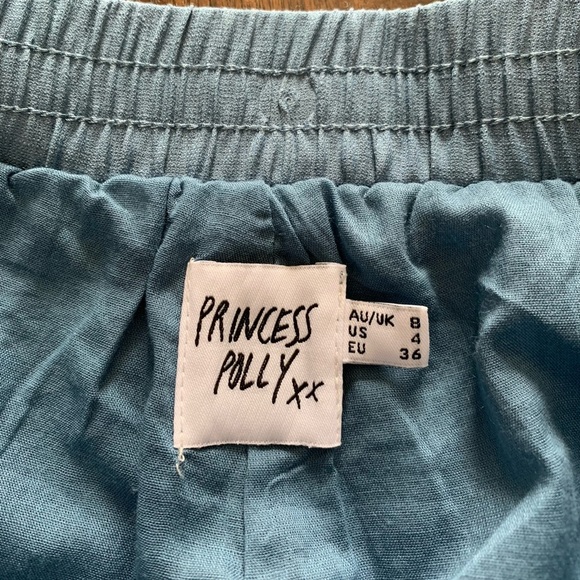 PRINCESS
POLLY xx
AU/UK 8
US 4
EU 36